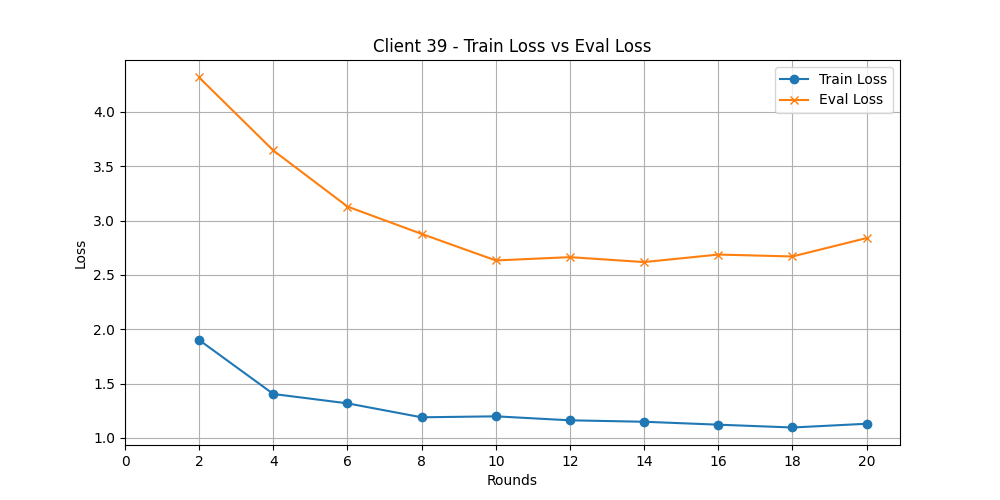 Client 39 - Train Loss vs Eval Loss
Train Loss
Eval Loss
4.0
3.5
3.0
2.5
2.0
1.5
1.0
Loss
0 2 4 6 8 10 12 14 16 18 20
Rounds